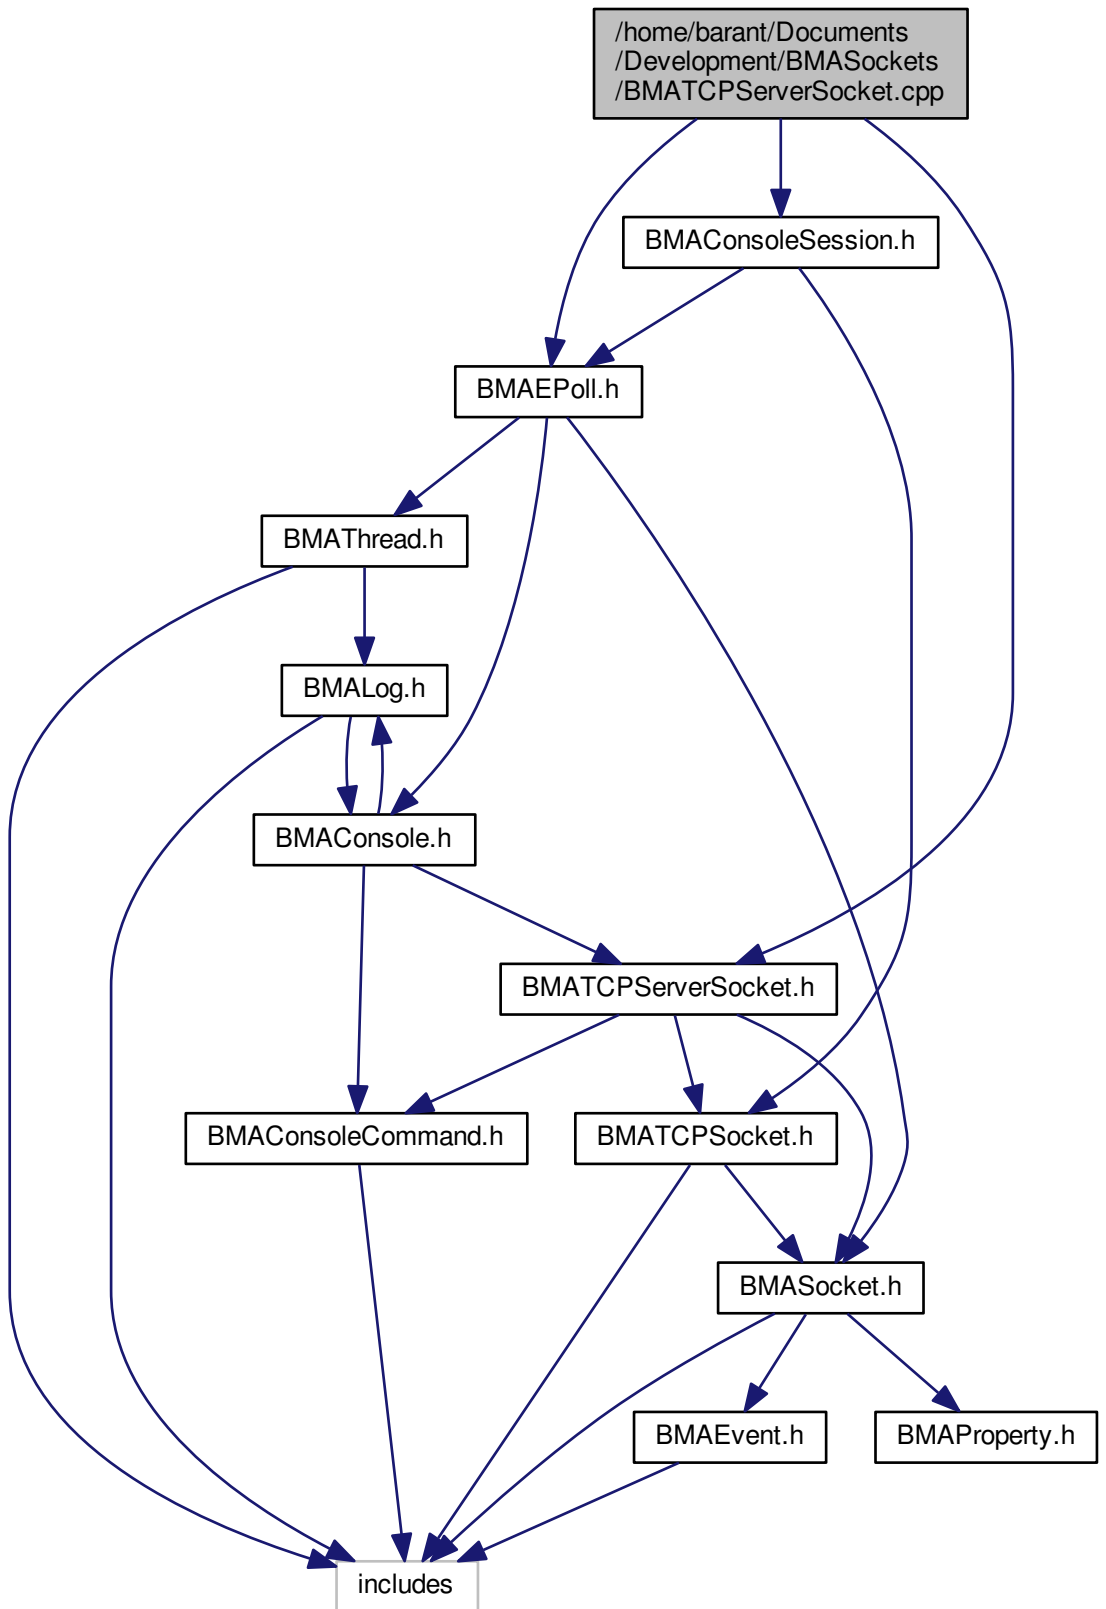 /home/barant/Documents
/Development/BMASockets
/BMATCPServerSocket.cpp
BMAConsoleSession.h
BMAEPoll.h
BMAThread.h
BMALog.h
BMAConsole.h
BMATCPServerSocket.h
BMAConsoleCommand.h
BMATCPSocket.h
BMASocket.h
BMAEvent.h
BMAProperty.h
includes